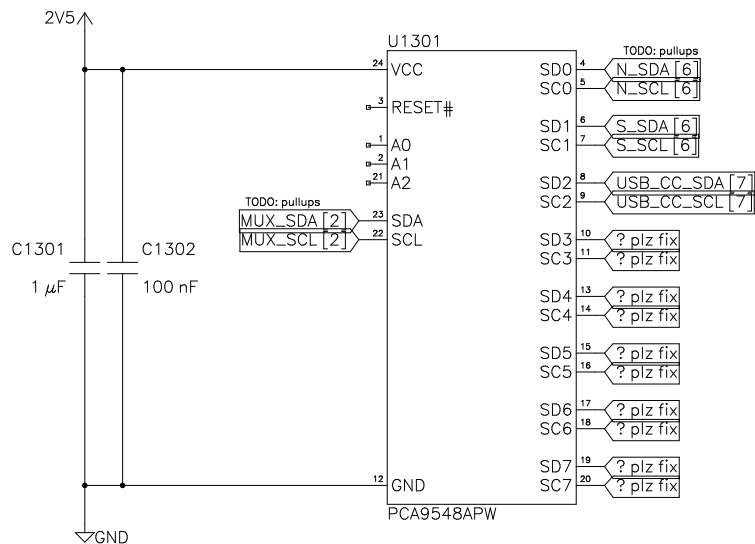 2V5
U1301
TODO: pullups
24 VCC SD0 4 N_SDA [6]
SC0 5 N_SCL [6]
3 RESET#
SD1 6 S_SDA [6]
1 A0 SC1 7 S_SCL [6]
2 A1
21 A2 SD2 8 USB_CC_SDA [7]
TODO: pullups SC2 9 USB_CC_SCL [7]
MUX_SDA [2] 23 SDA
MUX_SCL [2] 22 SCL SD3 10 ? plz fix
C1301 C1302 SC3 11 ? plz fix
1 µF 100 nF SD4 13 ? plz fix
SC4 14 ? plz fix
SD5 15 ? plz fix
SC5 16 ? plz fix
SD6 17 ? plz fix
SC6 18 ? plz fix
SD7 19 ? plz fix
12 GND SC7 20 ? plz fix
PCA9548APW
GND